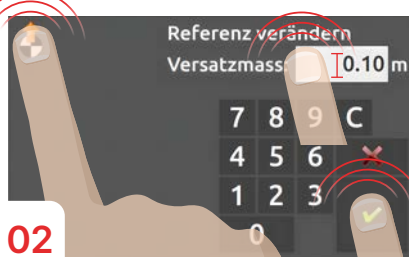 Referenz verändern
Versatzmass: 0.10 m
7 8 9 C
4 5 6
1 2 3
0
02